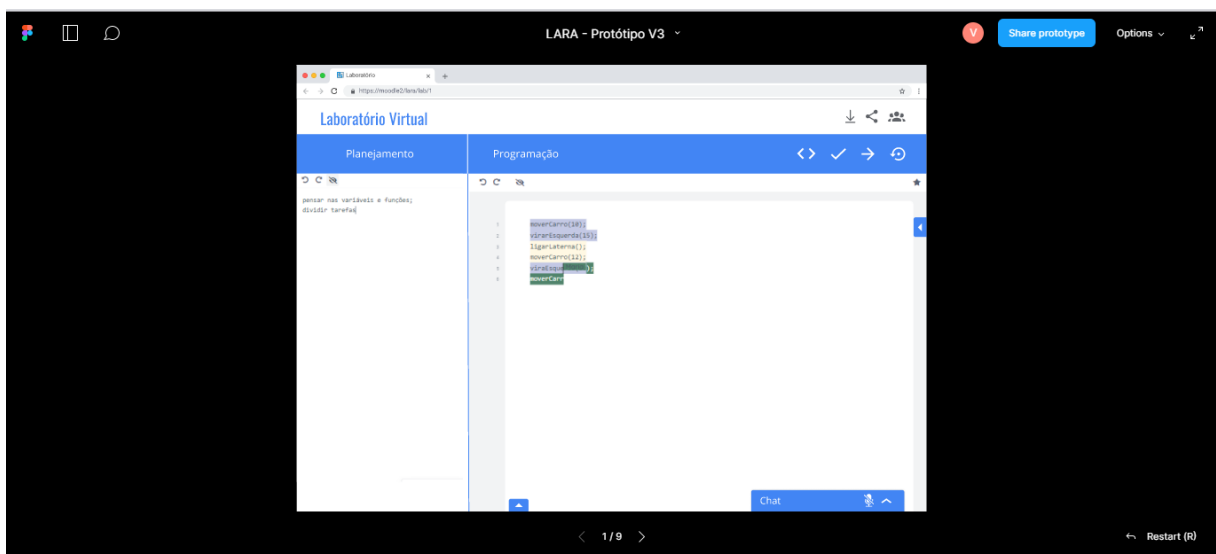 LARA - Protótipo V3
V
Share prototype
Options
Laboratório
https://moodle2/lara/lab/1
Laboratório Virtual
Planejamento
Programação
pensar nas variáveis e funções;
dividir tarefas
1 moverCarro(10);
2 virarEsquerda(15);
3 ligarLaterna();
4 moverCarro(12);
5
6 moverCarr
Chat
1/9
Restart (R)